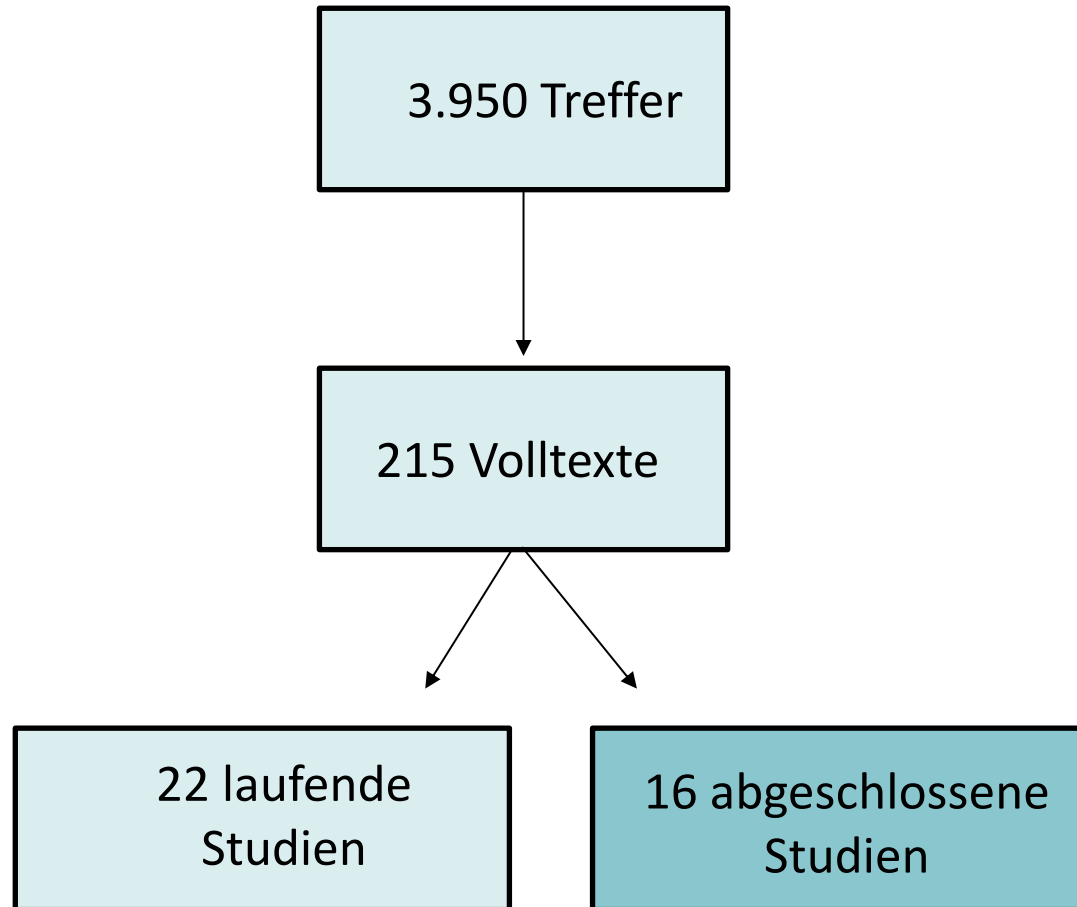 3.950 Treffer
215 Volltexte
22 laufende
Studien
16 abgeschlossene
Studien